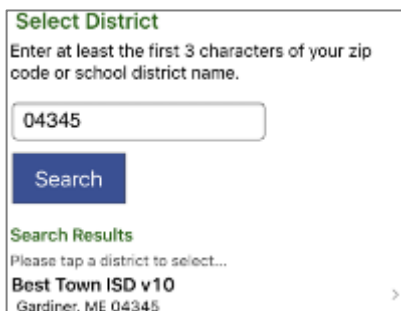 Select District
Enter at least the first 3 characters of your zip
code or school district name.
04345
Search
Search Results
Please tap a district to select...
Best Town ISD v10
Gardiner, ME 04345